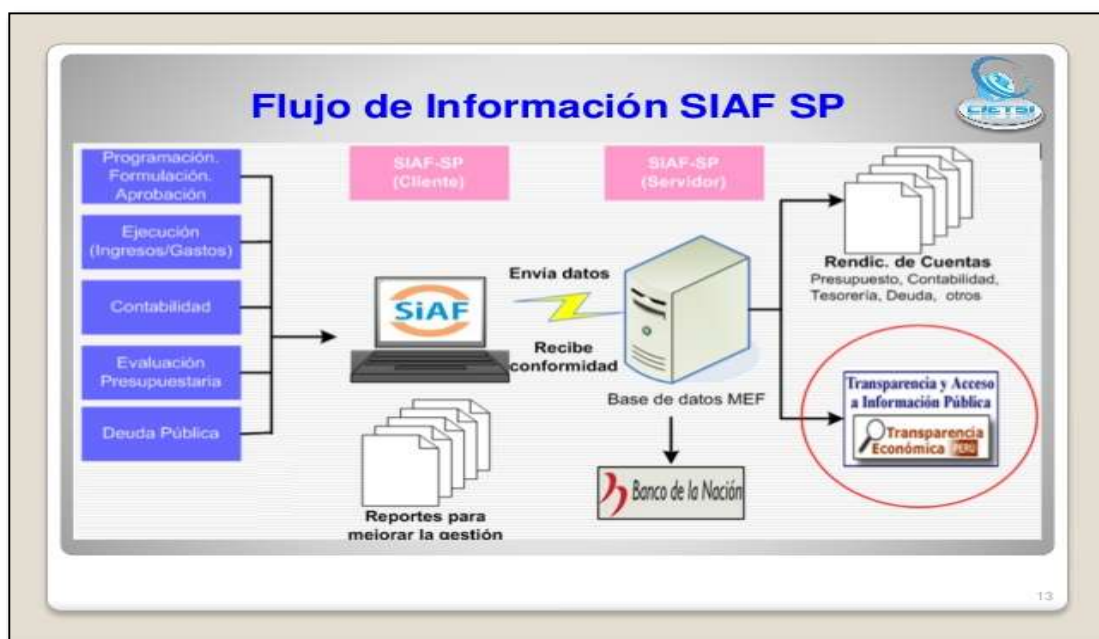 Flujo de Información SIAF SP
CIETSI
Programación.
Formulación.
Aprobación
Ejecución
(Ingresos/Gastos)
Contabilidad
Evaluación
Presupuestaria
Deuda Pública
SIAF-SP
(Cliente)
SiAF
Reportes para
mejorar la gestión
Envía datos
Recibe
conformidad
SIAF-SP
(Servidor)
Base de datos MEF
Banco de la Nación
Rendic. de Cuentas
Presupuesto, Contabilidad,
Tesorería, Deuda, otros
Transparencia y Acceso
a Información Pública
Transparencia
Económica PERÚ
13